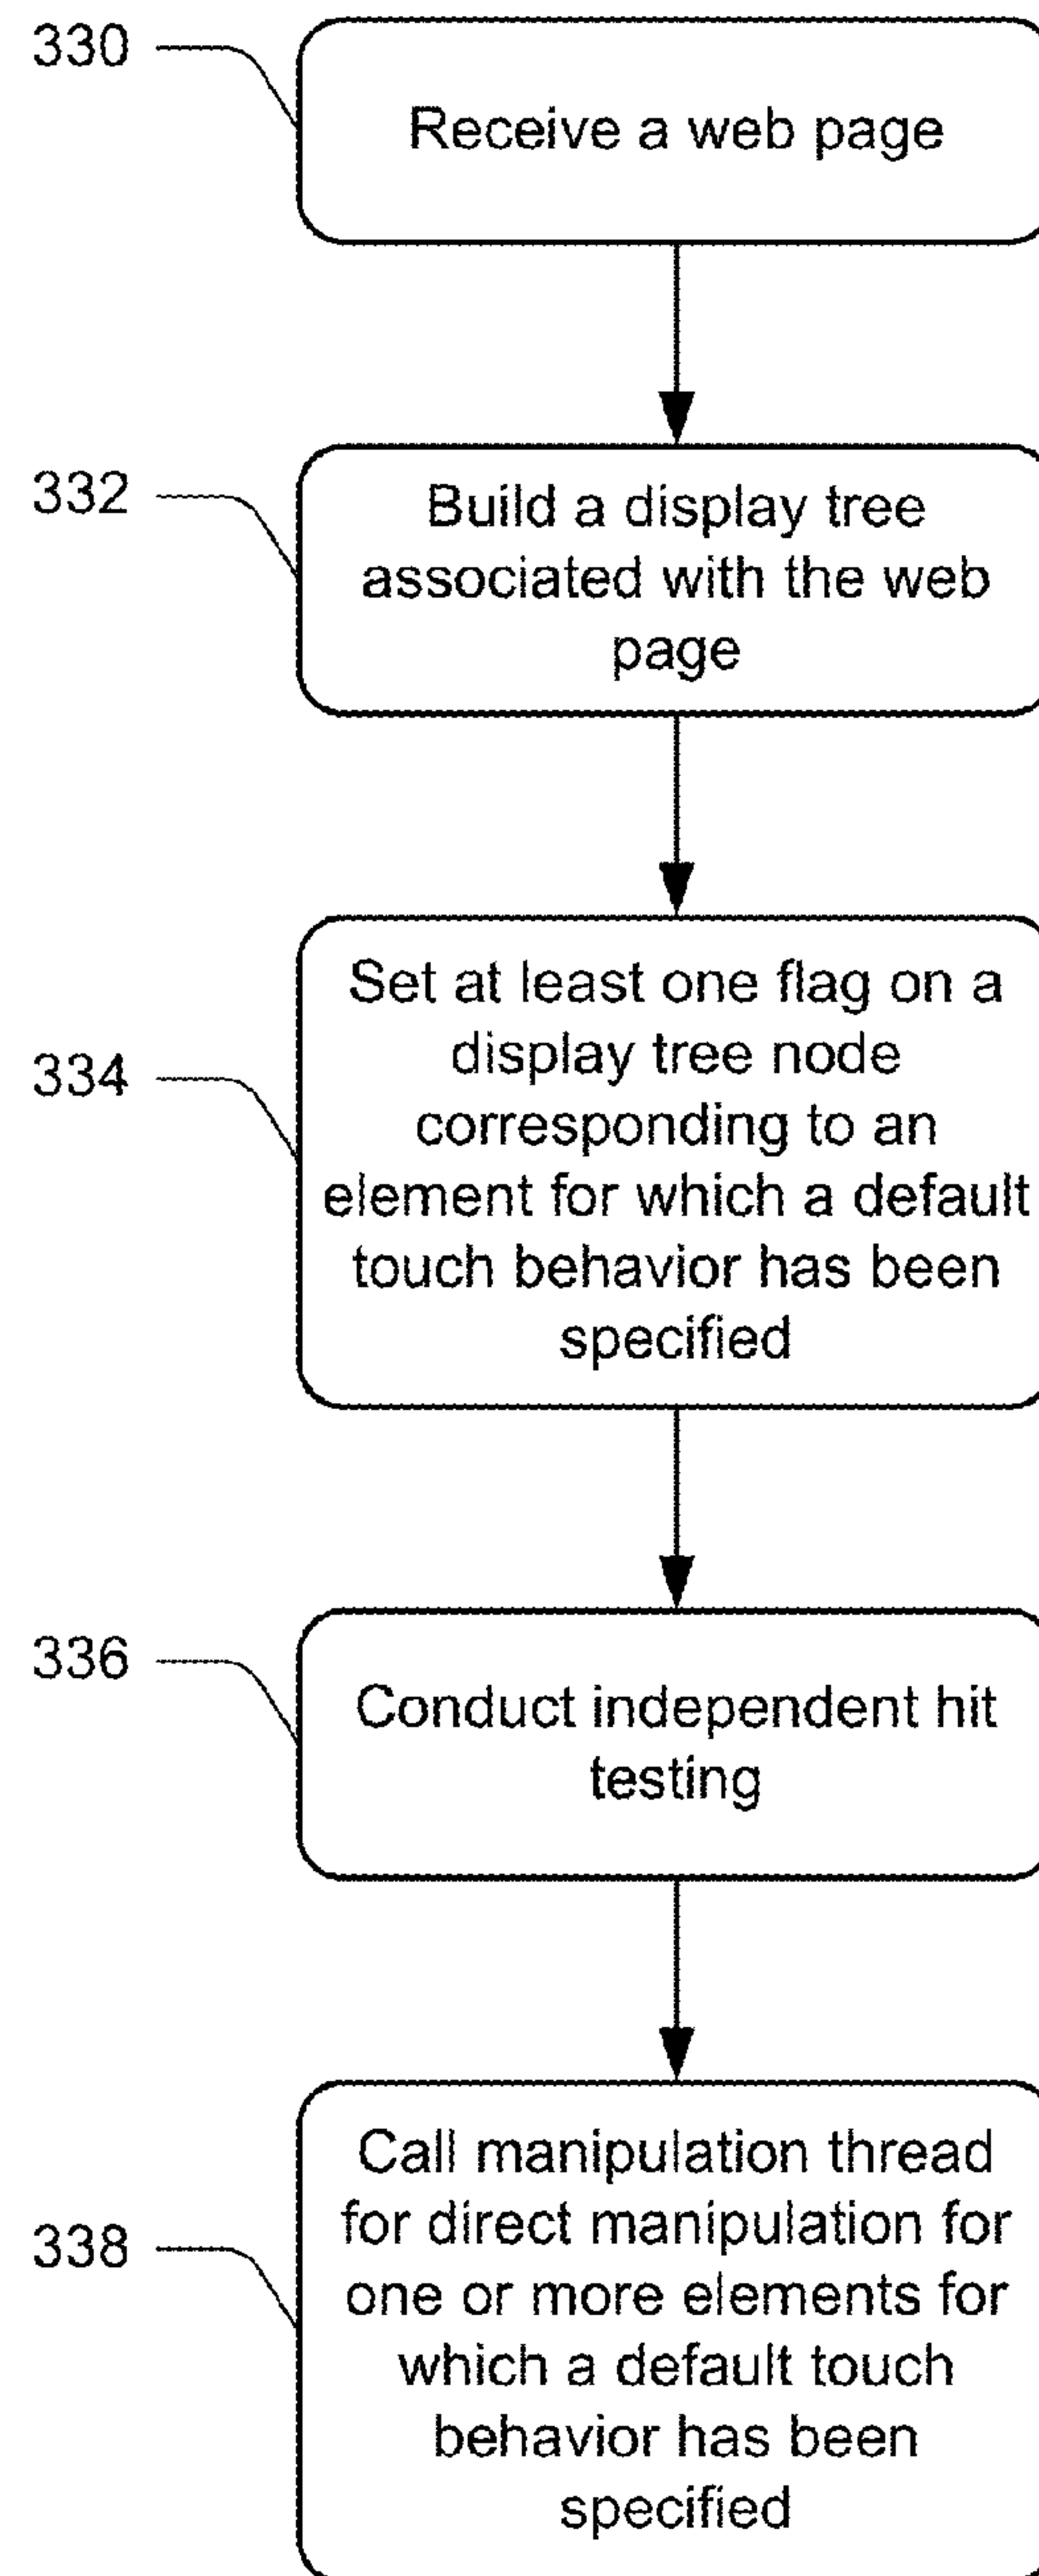 330
Receive a web page
332
Build a display tree
associated with the web
page
334
Set at least one flag on a
display tree node
corresponding to an
element for which a default
touch behavior has been
specified
336
Conduct independent hit
testing
338
Call manipulation thread
for direct manipulation for
one or more elements for
which a default touch
behavior has been
specified